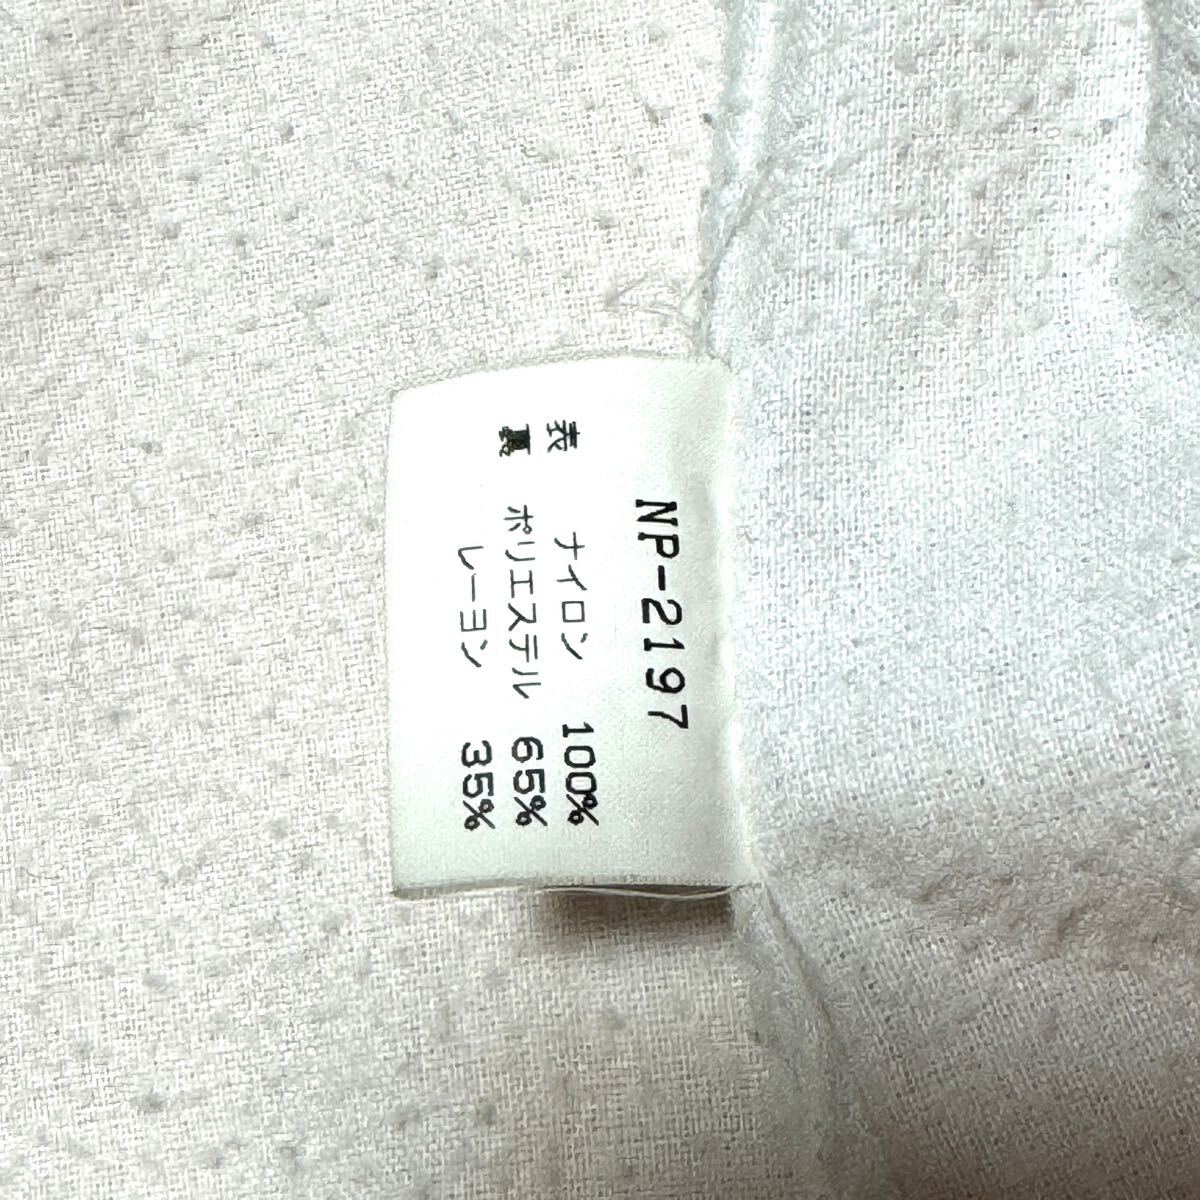 NP-2197
表 ナイロン 100%
裏 ポリエステル 65%
レーヨン 35%